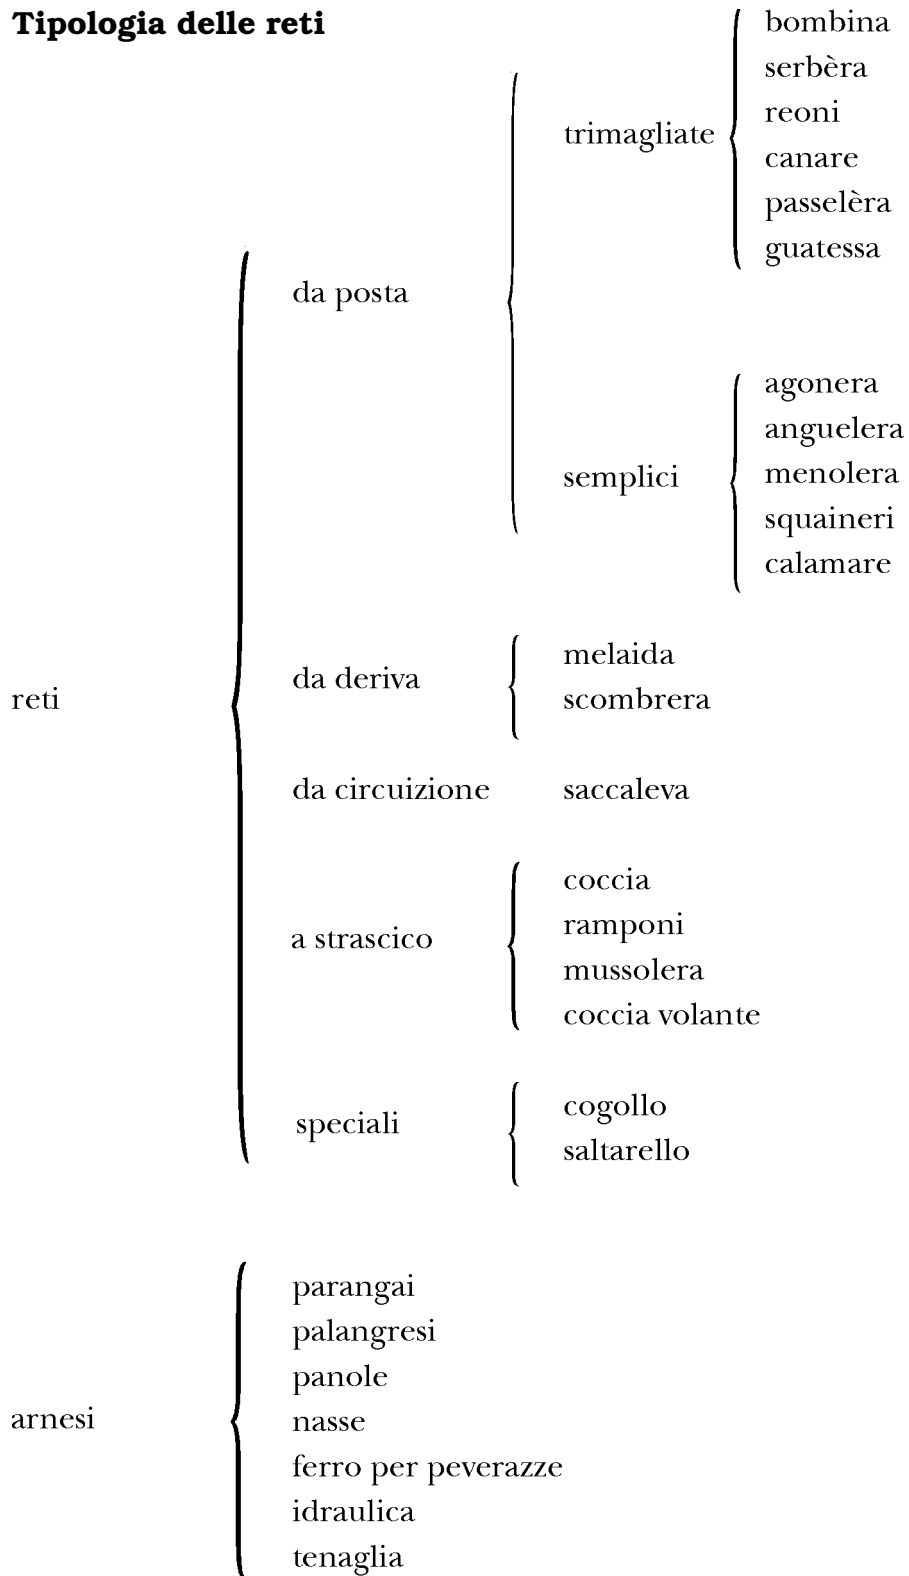 Tipologia delle reti
reti
da posta
trimagliate
bombina
serbèra
reoni
canare
passelèra
guatessa
semplici
agonera
anguelera
menolera
squaineri
calamare
da deriva
melaida
scombrera
da circuizione
saccaleva
a strascico
coccia
ramponi
mussolera
coccia volante
speciali
cogollo
saltarello
arnesi
parangai
palangresi
panole
nasse
ferro per peverazze
idraulica
tenaglia